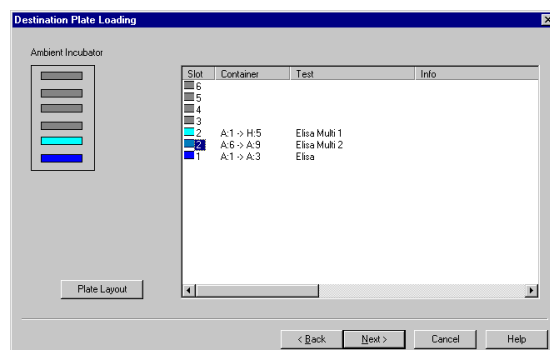 Destination Plate Loading
Ambient Incubator
Slot Container Test Info
6
5
4
3
2 A:1 -> H:5 Elisa Multi 1
2 A:6 -> A:9 Elisa Multi 2
1 A:1 -> A:3 Elisa
Plate Layout
< Back Next > Cancel Help